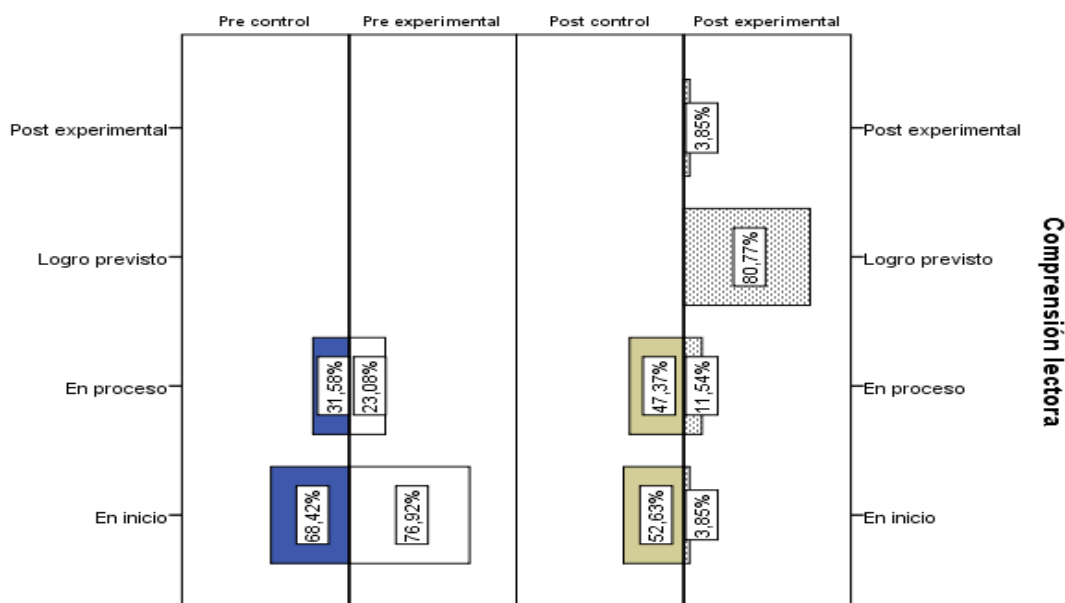 Pre control Pre experimental Post control Post experimental
Post experimental 3,85% Post experimental
Logro previsto 80,77% Logro previsto
En proceso 31,58% 23,08% 47,37% 11,54% En proceso
En inicio 68,42% 76,92% 52,63% 3,85% En inicio
Comprensión lectora